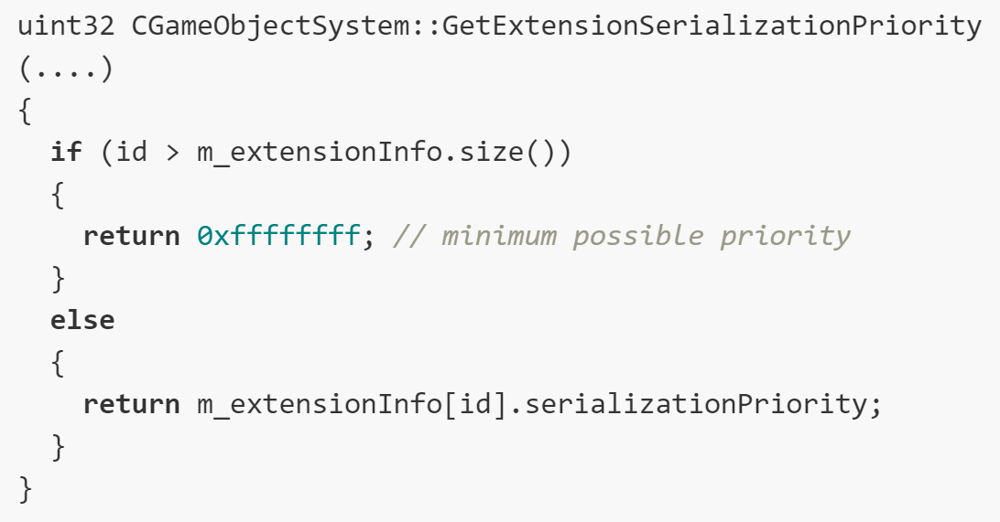 uint32 CGameObjectSystem::GetExtensionSerializationPriority
(....)
{
  if (id > m_extensionInfo.size())
  {
    return 0xffffffff; // minimum possible priority
  }
  else
  {
    return m_extensionInfo[id].serializationPriority;
  }
}